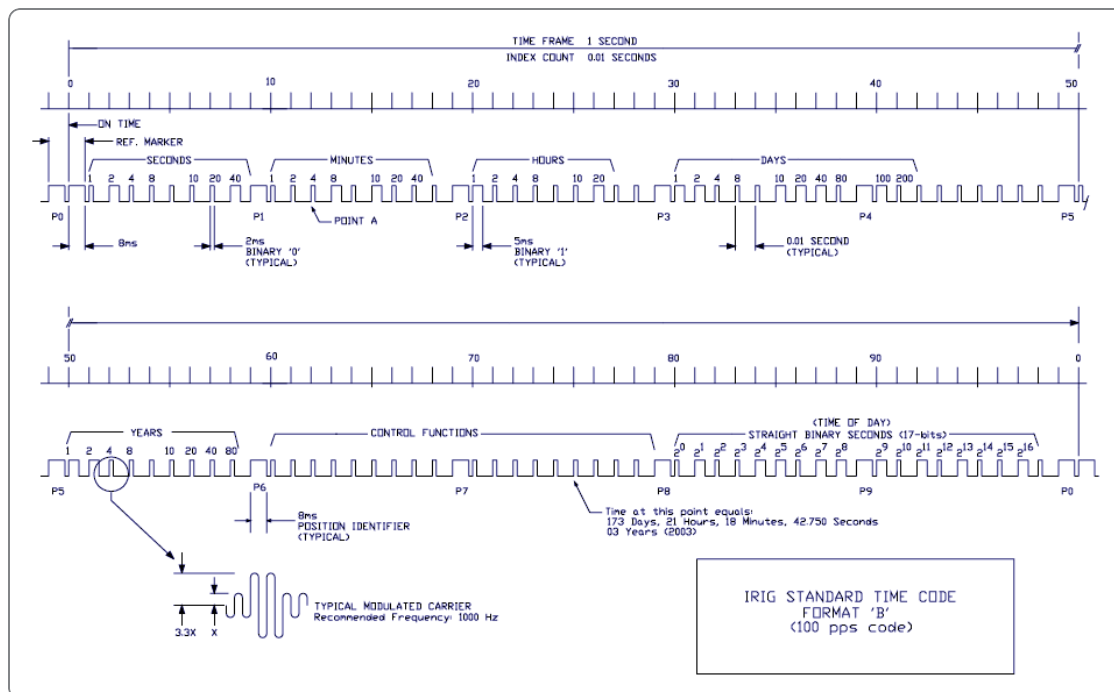 TIME FRAME 1 SECOND
INDEX COUNT 0.01 SECONDS
0 10 20 30 40 50
ON TIME
REF. MARKER
SECONDS MINUTES HOURS DAYS
1 2 4 8 10 20 40 1 2 4 8 10 20 40 1 2 4 8 10 20 1 2 4 8 10 20 40 80 100 200
P0 P1 P2 P3 P4 P5
POINT A
8ms
2ms
BINARY '0'
(TYPICAL)
5ms
BINARY '1'
(TYPICAL)
0.01 SECOND
(TYPICAL)
50 60 70 80 90 0
YEARS CONTROL FUNCTIONS
(TIME OF DAY)
STRAIGHT BINARY SECONDS (17-bits)
1 2 4 8 10 20 40 80 2^0 2^1 2^2 2^3 2^4 2^5 2^6 2^7 2^8 2^9 2^10 2^11 2^12 2^13 2^14 2^15 2^16
P5 P6 P7 P8 P9 P0
8ms
POSITION IDENTIFIER
(TYPICAL)
Time at this point equals:
173 Days, 21 Hours, 18 Minutes, 42.750 Seconds
03 Years (2003)
TYPICAL MODULATED CARRIER
Recommended Frequency: 1000 Hz
3.3X X
IRIG STANDARD TIME CODE
FORMAT 'B'
(100 pps code)